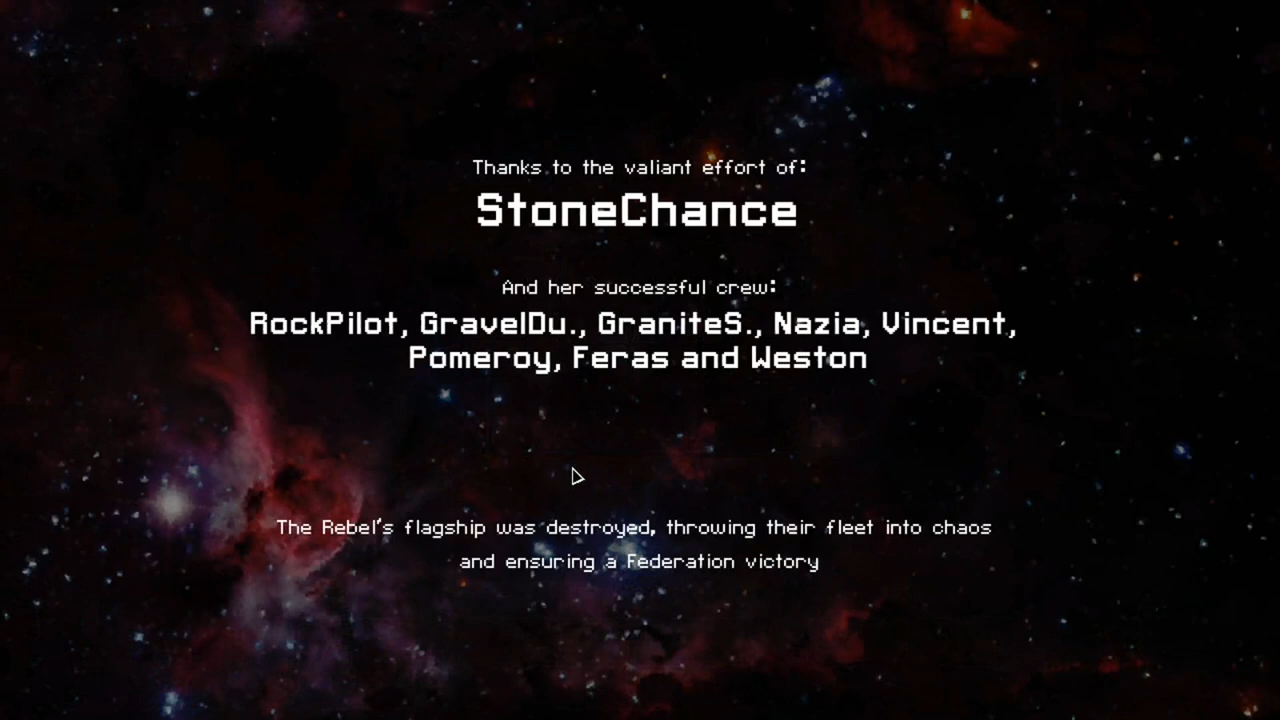 Thanks to the valiant effort of:
StoneChance
And her successful crew:
RockPilot, GravelDu., GraniteS., Nazia, Vincent,
Pomeroy, Feras and Weston
The Rebel's flagship was destroyed, throwing their fleet into chaos
and ensuring a Federation victory